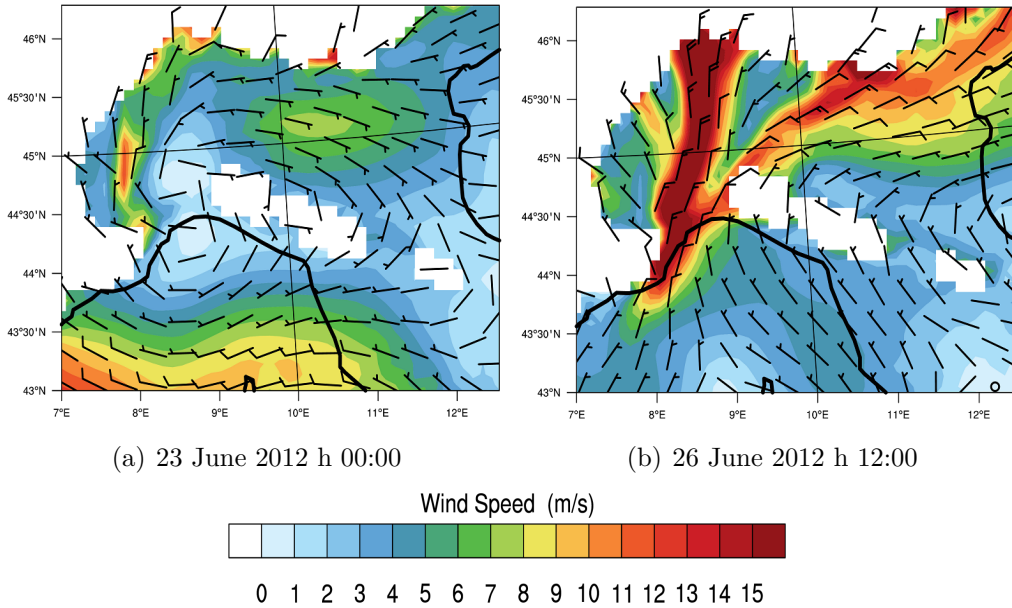 46°N
45°30'N
45°N
44°30'N
44°N
43°30'N
43°N
7°E 8°E 9°E 10°E 11°E 12°E
46°N
45°30'N
45°N
44°30'N
44°N
43°30'N
43°N
7°E 8°E 9°E 10°E 11°E 12°E
(a) 23 June 2012 h 00:00
(b) 26 June 2012 h 12:00
Wind Speed (m/s)
0 1 2 3 4 5 6 7 8 9 10 11 12 13 14 15